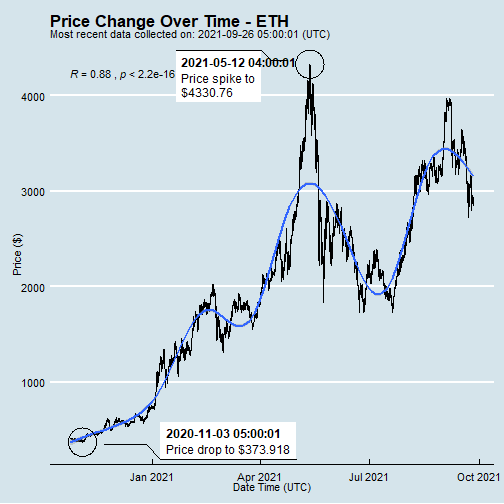 Price Change Over Time - ETH
Most recent data collected on: 2021-09-26 05:00:01 (UTC)
2021-05-12 04:00:01
Price spike to
$4330.76
R = 0.88 , p < 2.2e-16
4000
3000
2000
1000
Price ($)
2020-11-03 05:00:01
Price drop to $373.918
Jan 2021
Apr 2021
Jul 2021
Oct 2021
Date Time (UTC)